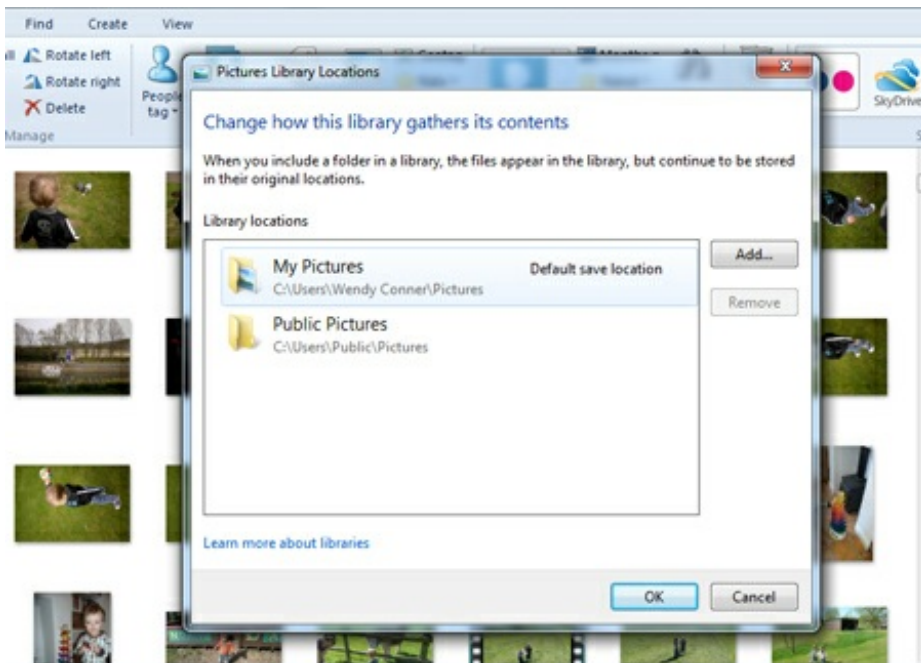 Find Create View
Rotate left
Rotate right
Delete
Manage
People
tag
SkyDrive
Pictures Library Locations
Change how this library gathers its contents
When you include a folder in a library, the files appear in the library, but continue to be stored
in their original locations.
Library locations
My Pictures Default save location
C:\Users\Wendy Conner\Pictures
Public Pictures
C:\Users\Public\Pictures
Add...
Remove
Learn more about libraries
OK Cancel